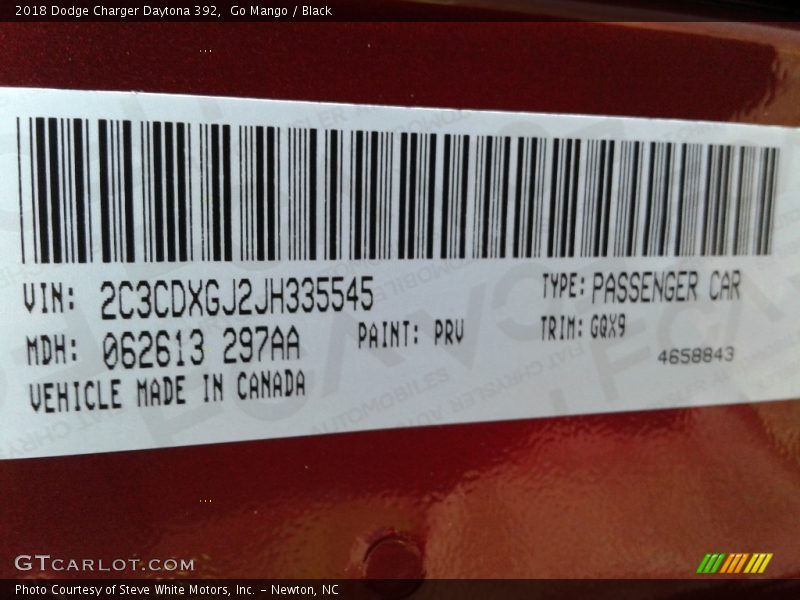 2018 Dodge Charger Daytona 392,  Go Mango / Black
VIN: 2C3CDXGJ2JH335545
TYPE: PASSENGER CAR
MDH: 062613 297AA
PAINT: PRV
TRIM: GQX9
4658843
VEHICLE MADE IN CANADA
GTCARLOT.COM
Photo Courtesy of Steve White Motors, Inc. – Newton, NC